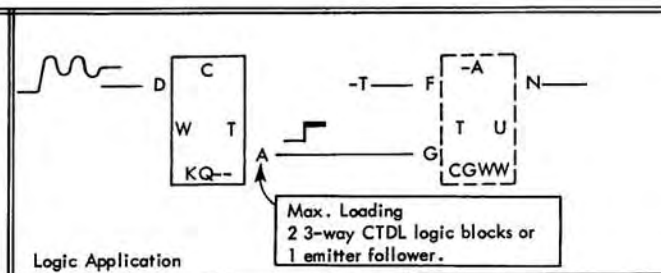 C
D
W T
KQ--
A
-T
F
-A
N
T U
G
CGWW
Max. Loading
2 3-way CTDL logic blocks or
1 emitter follower.
Logic Application